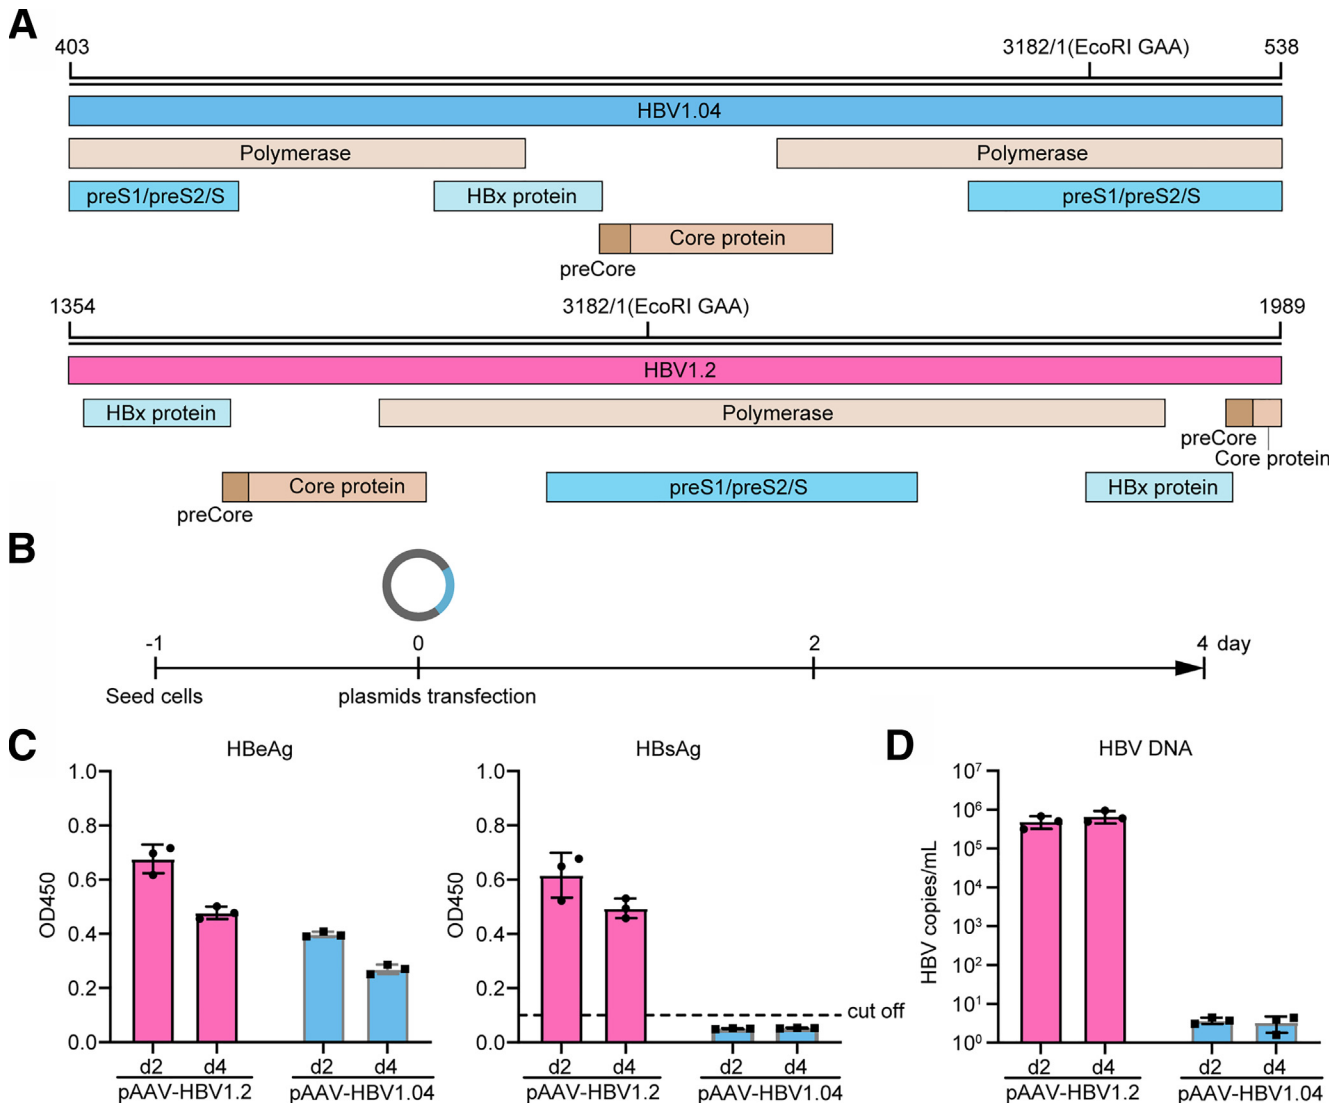 A
403
3182/1(EcoRI GAA)
538
HBV1.04
Polymerase
Polymerase
preS1/preS2/S
HBx protein
preS1/preS2/S
Core protein
preCore
1354
3182/1(EcoRI GAA)
1989
HBV1.2
HBx protein
Polymerase
preCore
Core protein
Core protein
preS1/preS2/S
HBx protein
preCore
B
-1
0
2
4 day
Seed cells
plasmids transfection
C
HBeAg
1.0
0.8
0.6
0.4
0.2
0.0
OD450
d2
d4
d2
d4
pAAV-HBV1.2
pAAV-HBV1.04
HBsAg
1.0
0.8
0.6
0.4
0.2
0.0
OD450
cut off
d2
d4
d2
d4
pAAV-HBV1.2
pAAV-HBV1.04
D
HBV DNA
10⁷
10⁶
10⁵
10⁴
10³
10²
10¹
10⁰
HBV copies/mL
d2
d4
d2
d4
pAAV-HBV1.2
pAAV-HBV1.04